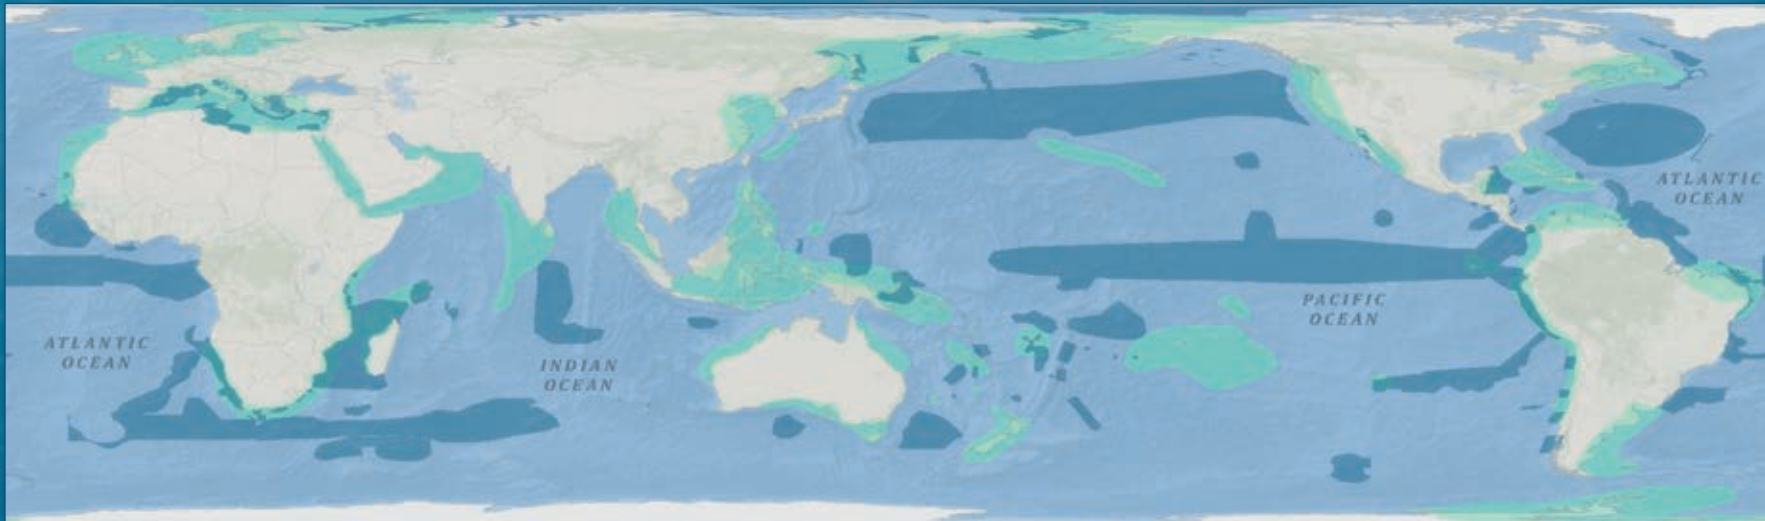 ATLANTIC
OCEAN
PACIFIC
OCEAN
ATLANTIC
OCEAN
INDIAN
OCEAN